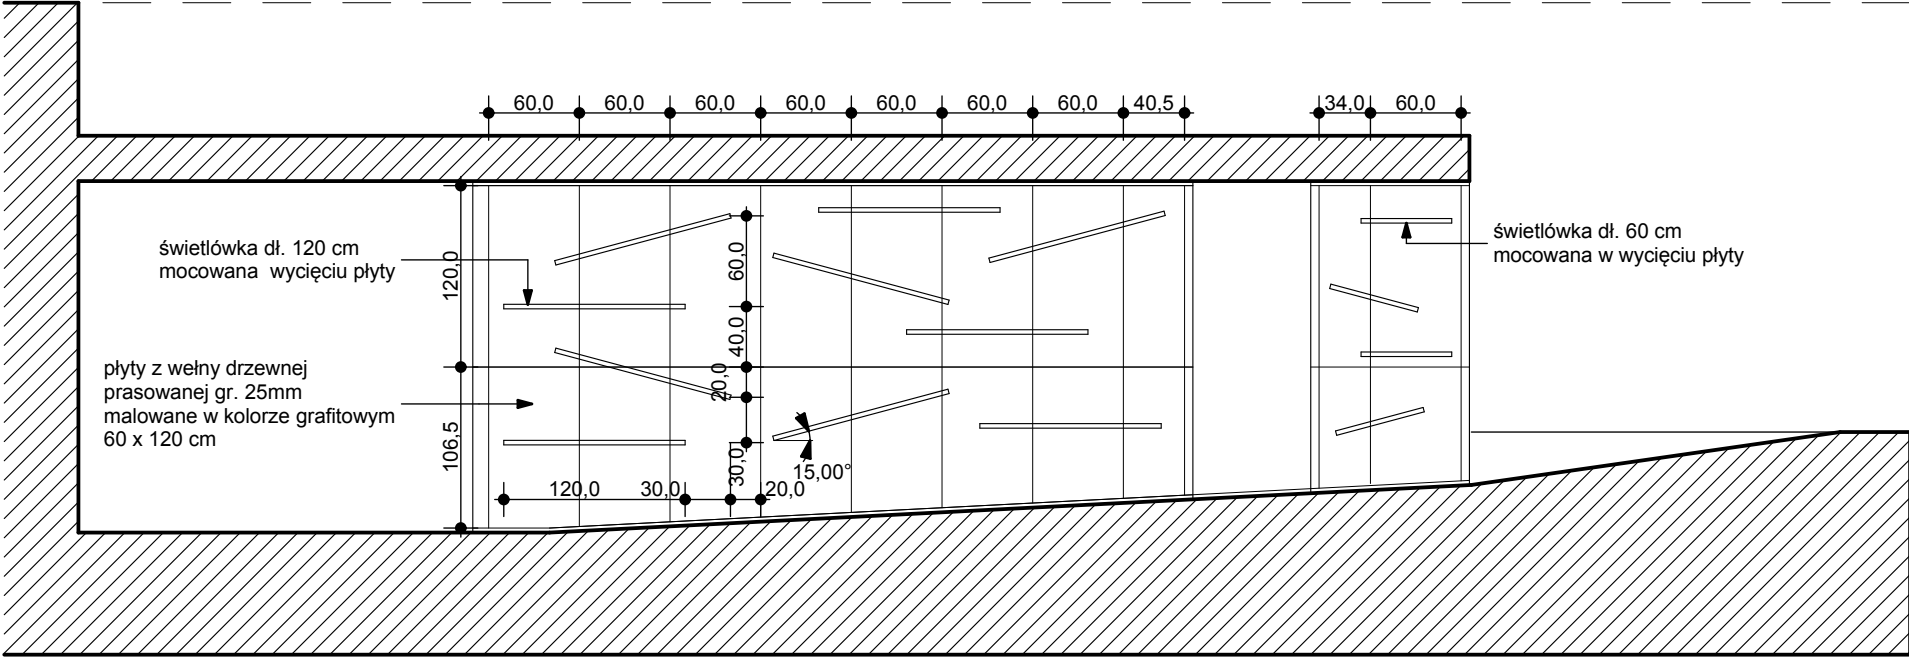 60,0 60,0 60,0 60,0 60,0 60,0 60,0 40,5 34,0 60,0
świetlówka dł. 120 cm
mocowana wycięciu płyty
120,0
60,0
świetlówka dł. 60 cm
mocowana w wycięciu płyty
40,0
płyty z wełny drzewnej
prasowanej gr. 25mm
malowane w kolorze grafitowym
60 x 120 cm
20,0
106,5
30,0
15,00°
120,0 30,0 20,0